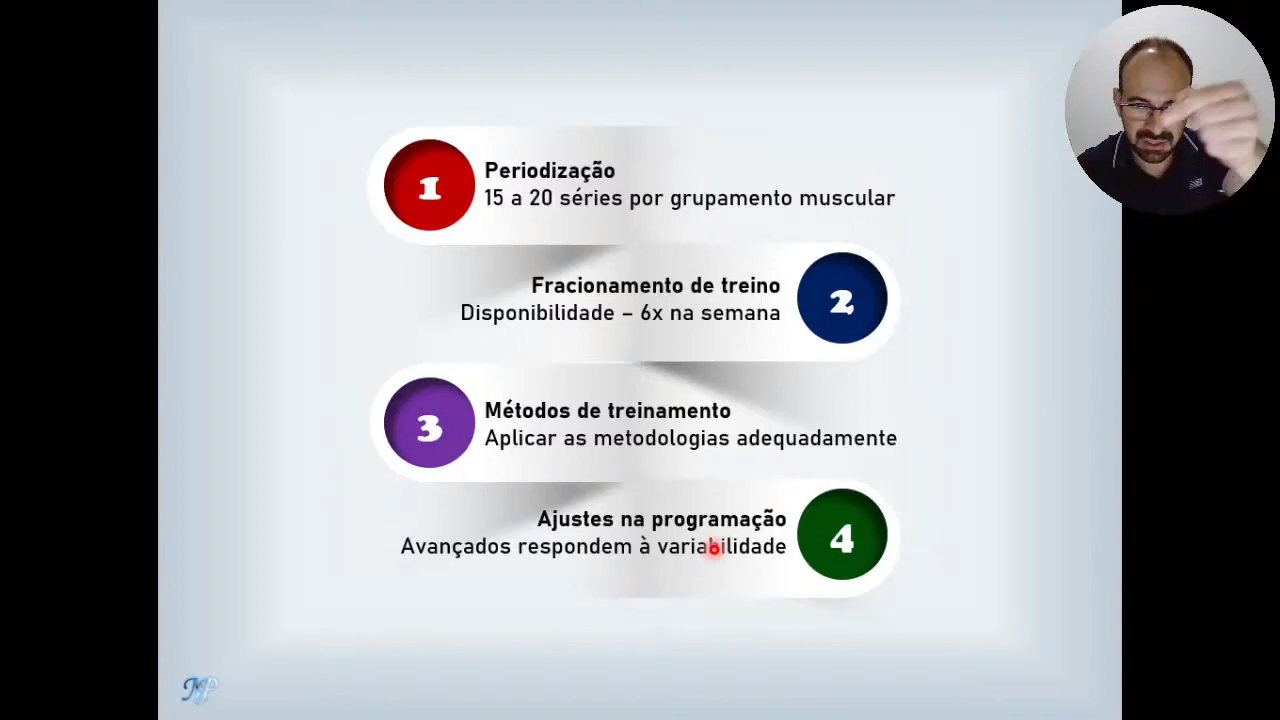 1
Periodização
15 a 20 séries por grupamento muscular
Fracionamento de treino
Disponibilidade – 6x na semana
2
3
Métodos de treinamento
Aplicar as metodologias adequadamente
Ajustes na programação
Avançados respondem à variabilidade
4
MP